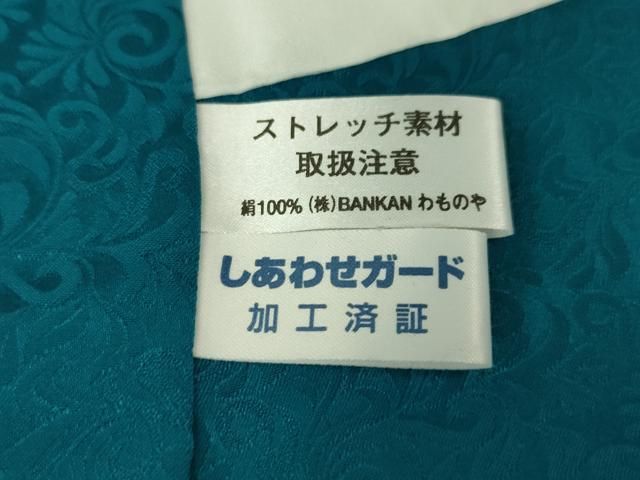 ストレッチ素材
取扱注意
絹100% (株)BANKAN わものや
しあわせガード
加工済証